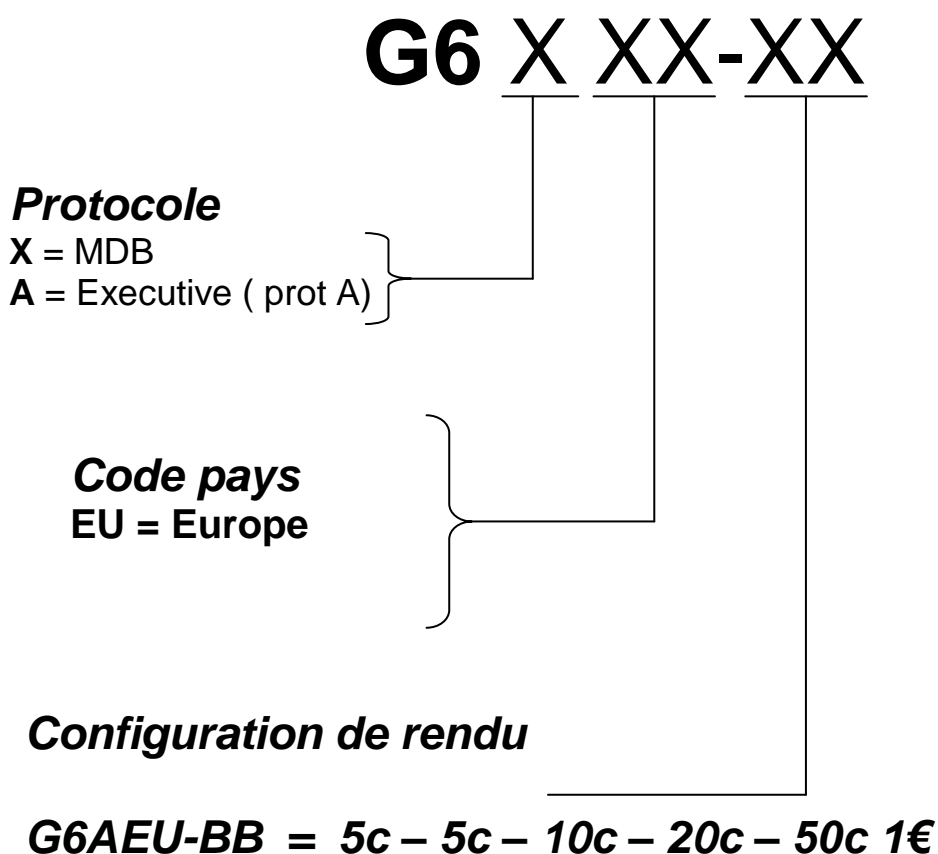 G6 X XX-XX
Protocole
X = MDB
A = Executive ( prot A)
Code pays
EU = Europe
Configuration de rendu
G6AEU-BB = 5c – 5c – 10c – 20c – 50c 1€